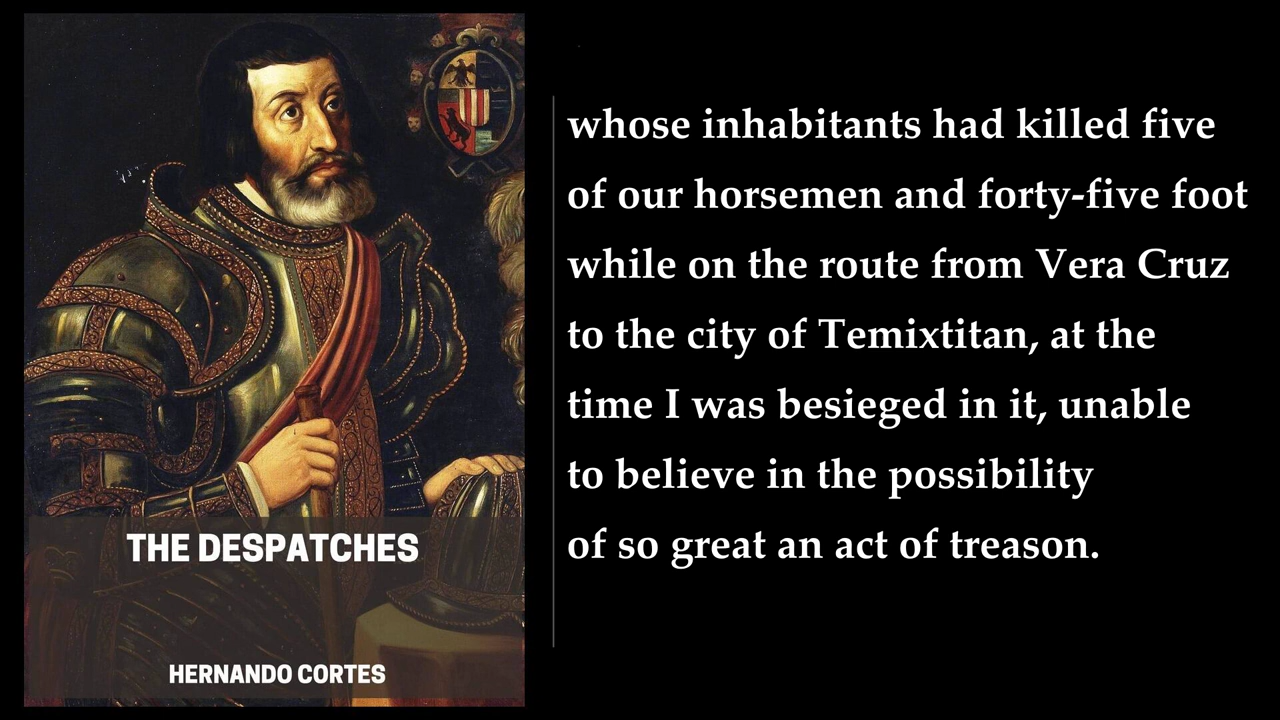 THE DESPATCHES
HERNANDO CORTES
whose inhabitants had killed five
of our horsemen and forty-five foot
while on the route from Vera Cruz
to the city of Temixtitan, at the
time I was besieged in it, unable
to believe in the possibility
of so great an act of treason.